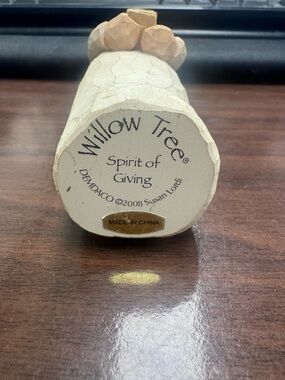 Willow Tree®
Spirit of
Giving
DEMDACO ©2008 Susan Lordi
MADE IN CHINA